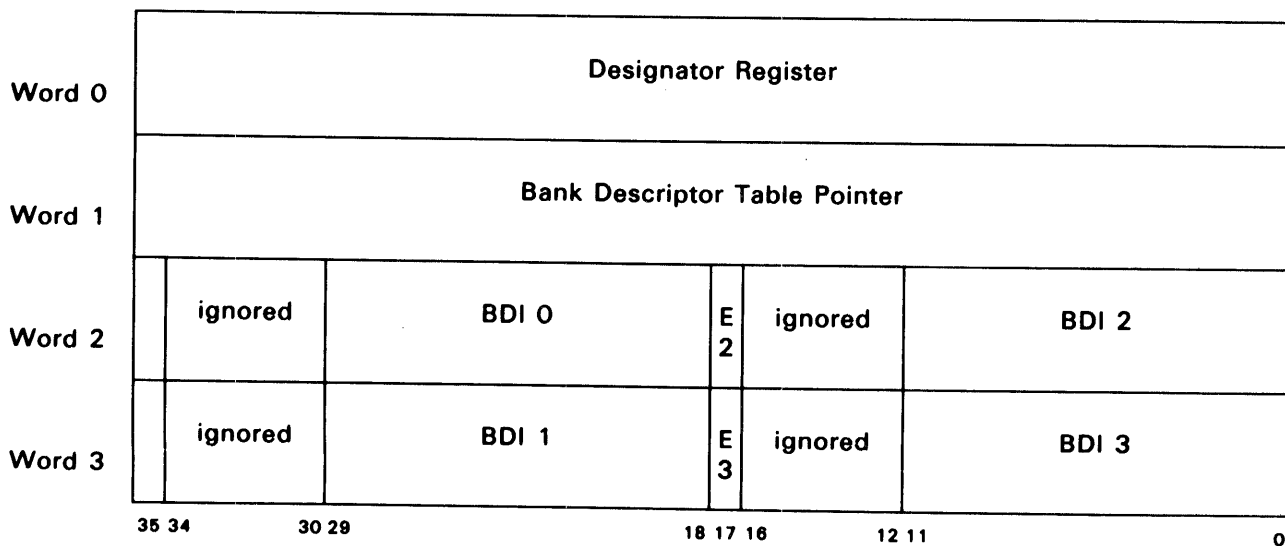 Word 0
Designator Register
Word 1
Bank Descriptor Table Pointer
Word 2
ignored
BDI 0
E
2
ignored
BDI 2
Word 3
ignored
BDI 1
E
3
ignored
BDI 3
35 34 30 29 18 17 16 12 11 0